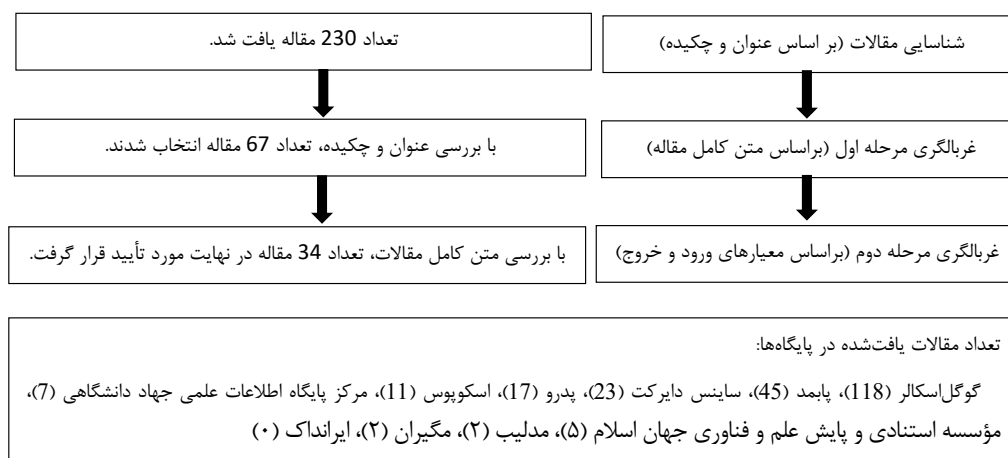 شناسایی مقالات (بر اساس عنوان و چکیده)
تعداد 230 مقاله یافت شد.
غربالگری مرحله اول (براساس متن کامل مقاله)
با بررسی عنوان و چکیده، تعداد 67 مقاله انتخاب شدند.
غربالگری مرحله دوم (براساس معیارهای ورود و خروج)
با بررسی متن کامل مقالات، تعداد 34 مقاله در نهایت مورد تأیید قرار گرفت.
تعداد مقالات یافت‌شده در پایگاه‌ها:
گوگل‌اسکالر (118)، پابمد (45)، ساینس دایرکت (23)، پدرو (17)، اسکوپوس (11)، مرکز پایگاه اطلاعات علمی جهاد دانشگاهی (7)،
مؤسسه استنادی و پایش علم و فناوری جهان اسلام (۵)، مدلیب (۲)، مگیران (۲)، ایرانداک (۰)